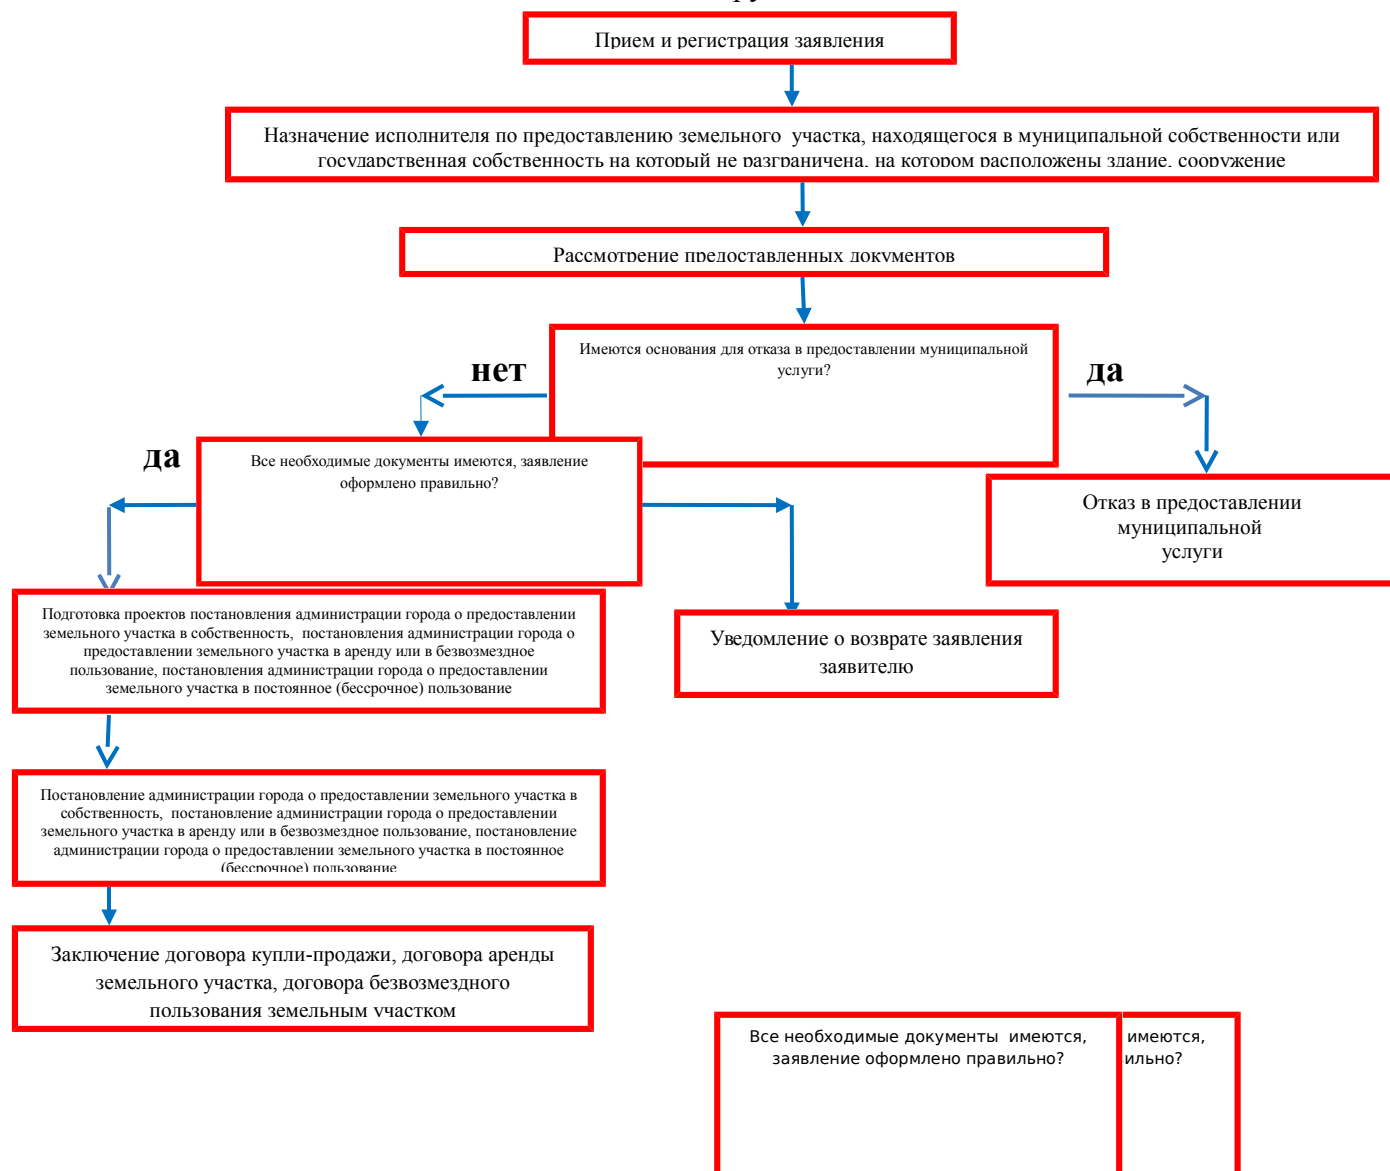 Прием и регистрация заявления
Назначение исполнителя по предоставлению земельного участка, находящегося в муниципальной собственности или
государственная собственность на который не разграничена, на котором расположены здание, сооружение
Рассмотрение предоставленных документов
Имеются основания для отказа в предоставлении муниципальной
услуги?
нет
да
да
Все необходимые документы имеются, заявление
оформлено правильно?
Отказ в предоставлении
муниципальной
услуги
Подготовка проектов постановления администрации города о предоставлении
земельного участка в собственность, постановления администрации города о
предоставлении земельного участка в аренду или в безвозмездное
пользование, постановления администрации города о предоставлении
земельного участка в постоянное (бессрочное) пользование
Уведомление о возврате заявления
заявителю
Постановление администрации города о предоставлении земельного участка в
собственность, постановление администрации города о предоставлении
земельного участка в аренду или в безвозмездное пользование, постановление
администрации города о предоставлении земельного участка в постоянное
(бессрочное) пользование
Заключение договора купли-продажи, договора аренды
земельного участка, договора безвозмездного
пользования земельным участком
Все необходимые документы имеются,
заявление оформлено правильно?
имеются,
ильно?